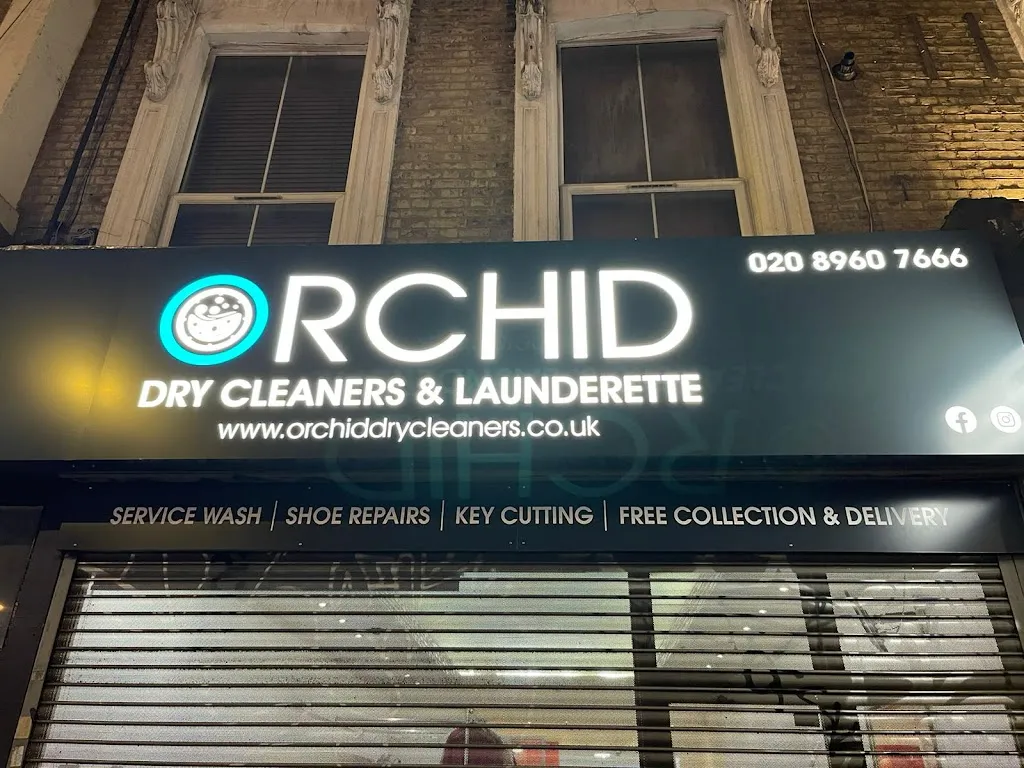 ORCHID
020 8960 7666
DRY CLEANERS & LAUNDERETTE
www.orchiddrycleaners.co.uk
SERVICE WASH | SHOE REPAIRS | KEY CUTTING | FREE COLLECTION & DELIVERY